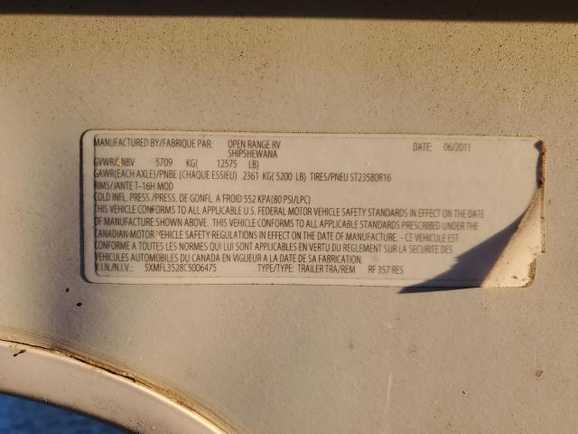 MANUFACTURED BY/FABRIQUE PAR: OPEN RANGE RV DATE: 06/2011
SHIPSHEWANA
GVWR/ NBV 5709 KG( 12575 LB)
GAWR(EACH AXLES/PNBE (CHAQUE ESSIEU) 2361 KG(5200 LB) TIRES/PNEU ST23580R16
RIMS/JANTE T-16H MOD
COLD INFL. PRESS./PRESS. DE GONFL. A FROID 552 KPA(80 PSI/LPC)
THIS VEHICLE CONFORMS TO ALL APPLICABLE U.S. FEDERAL MOTOR VEHICLE SAFETY STANDARDS IN EFFECT ON THE DATE
OF MANUFACTURE SHOWN ABOVE. THIS VEHICLE CONFORMS TO ALL APPLICABLE STANDARDS PRESCRIBED UNDER THE
CANADIAN MOTOR VEHICLE SAFETY REGULATIONS IN EFFECT ON THE DATE OF MANUFACTURE. - CE VEHICULE EST
CONFORME A TOUTES LES NORMES QUI LUI SONT APPLICABLES EN VERTU DU REGLEMENT SUR LA SECURITE DES
VEHICULES AUTOMOBILES DU CANADA EN VIGUEUR A LA DATE DE SA FABRICATION.
V.I.N./N.I.V.: 5XMFL3528C5006475 TYPE/TYPE: TRAILER TRA/REM RF 357 RES